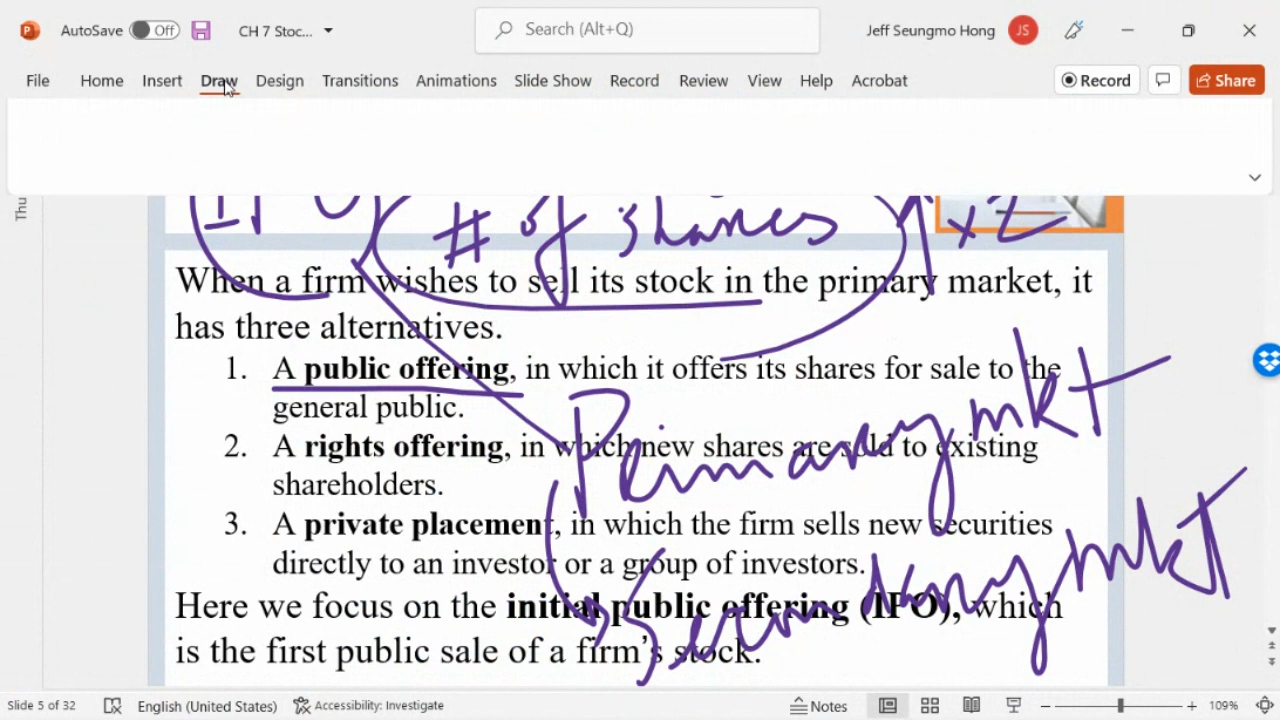 AutoSave Off CH 7 Stoc... Search (Alt+Q) Jeff Seungmo Hong JS
File Home Insert Draw Design Transitions Animations Slide Show Record Review View Help Acrobat Record Share
Thu
# of shares x2
When a firm wishes to sell its stock in the primary market, it
has three alternatives.
1. A public offering, in which it offers its shares for sale to the
general public.
Primary mkt
2. A rights offering, in which new shares are sold to existing
shareholders.
3. A private placement, in which the firm sells new securities
directly to an investor or a group of investors.
Secondary mkt
Here we focus on the initial public offering (IPO), which
is the first public sale of a firm's stock.
Slide 5 of 32 English (United States) Accessibility: Investigate Notes 109%